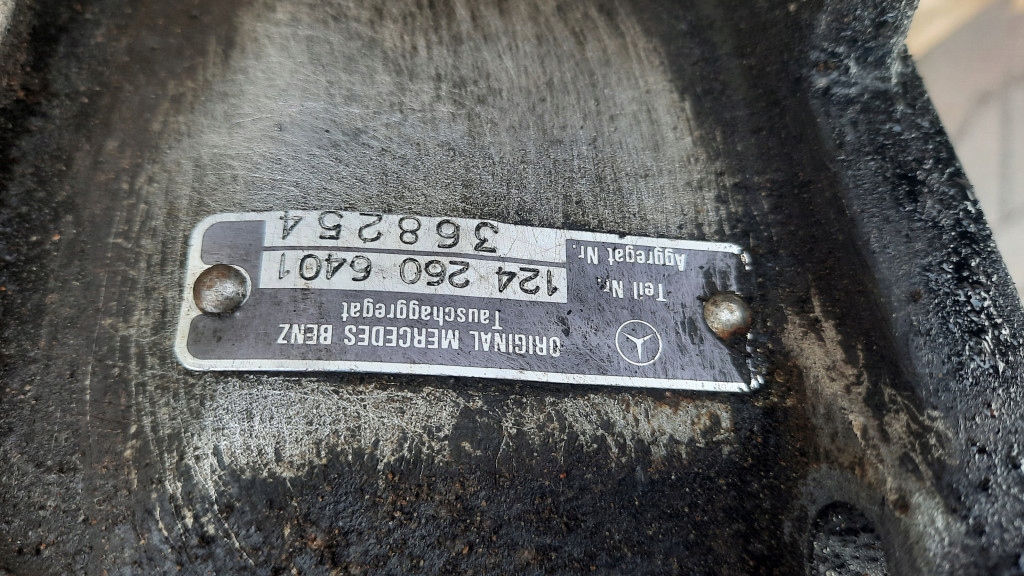 ORIGINAL MERCEDES BENZ
Tauschaggregat
Teil Nr. 124 260 6401
Aggregat Nr. 368254